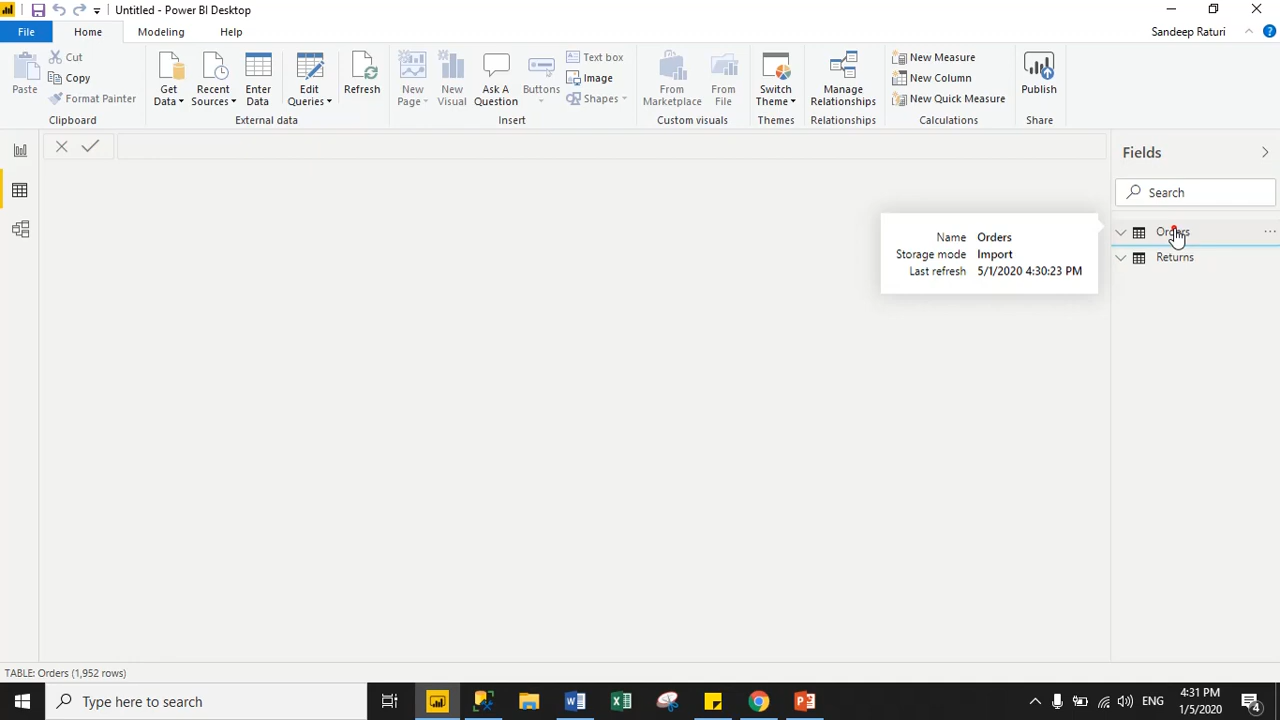 Untitled - Power BI Desktop
File
Home
Modeling
Help
Sandeep Raturi
Paste
Cut
Copy
Format Painter
Clipboard
Get Data
Recent Sources
Enter Data
Edit Queries
Refresh
External data
New Page
New Visual
Ask A Question
Buttons
Text box
Image
Shapes
Insert
From Marketplace
From File
Custom visuals
Switch Theme
Themes
Manage Relationships
Relationships
New Measure
New Column
New Quick Measure
Calculations
Publish
Share
Fields
Search
Orders
Returns
Name Orders
Storage mode Import
Last refresh 5/1/2020 4:30:23 PM
TABLE: Orders (1,952 rows)
Type here to search
ENG
4:31 PM
1/5/2020
4